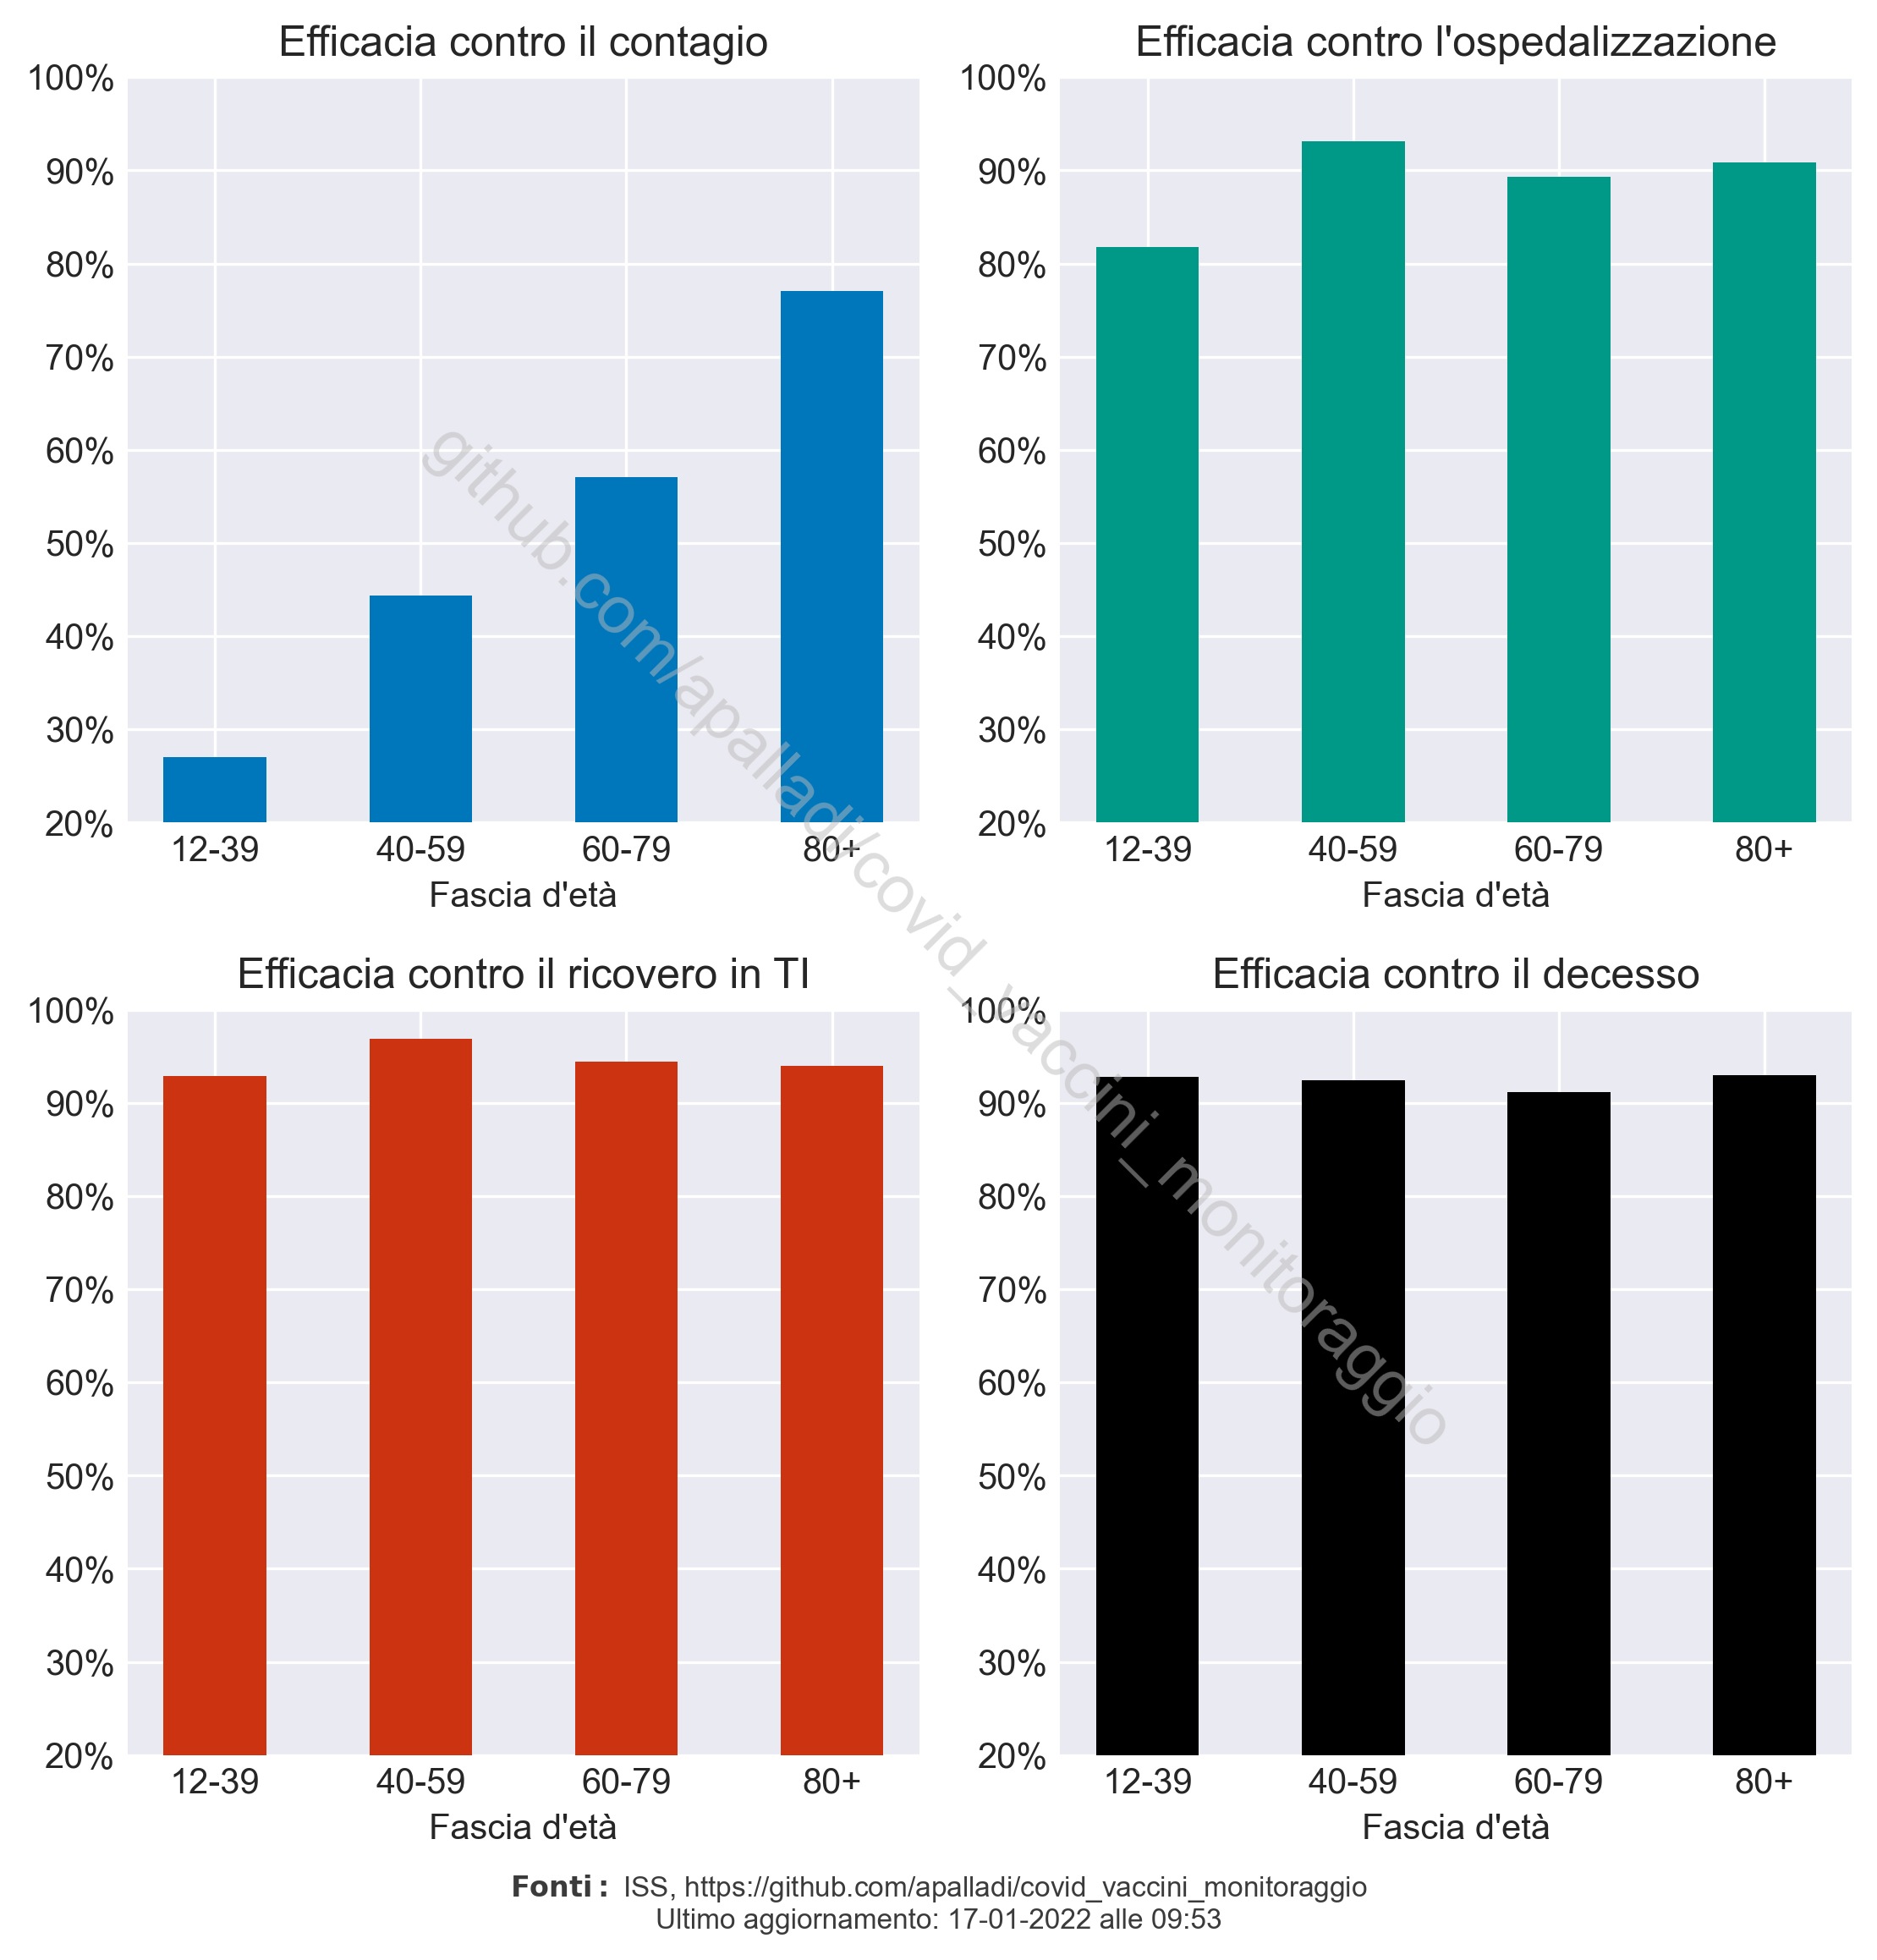 Efficacia contro il contagio
100%
90%
80%
70%
60%
50%
40%
30%
20%
12-39 40-59 60-79 80+
Fascia d'età
Efficacia contro l'ospedalizzazione
100%
90%
80%
70%
60%
50%
40%
30%
20%
12-39 40-59 60-79 80+
Fascia d'età
Efficacia contro il ricovero in TI
100%
90%
80%
70%
60%
50%
40%
30%
20%
12-39 40-59 60-79 80+
Fascia d'età
Efficacia contro il decesso
100%
90%
80%
70%
60%
50%
40%
30%
20%
12-39 40-59 60-79 80+
Fascia d'età
github.com/apalladi/covid_vaccini_monitoraggio
Fonti: ISS, https://github.com/apalladi/covid_vaccini_monitoraggio
Ultimo aggiornamento: 17-01-2022 alle 09:53